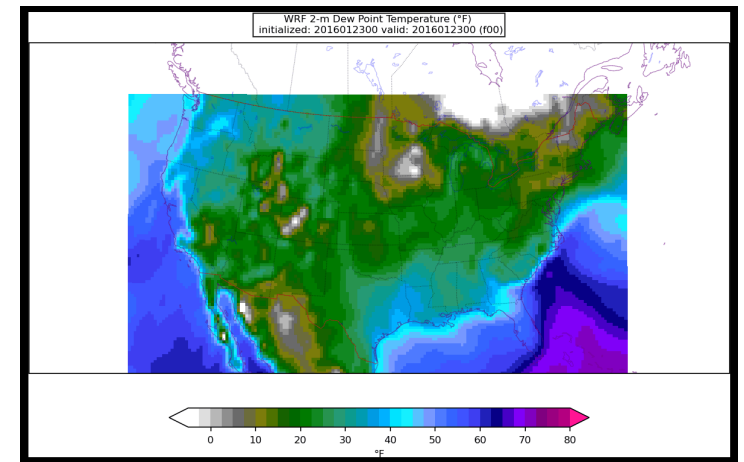 WRF 2-m Dew Point Temperature (°F)
initialized: 2016012300 valid: 2016012300 (f00)
0 10 20 30 40 50 60 70 80
°F